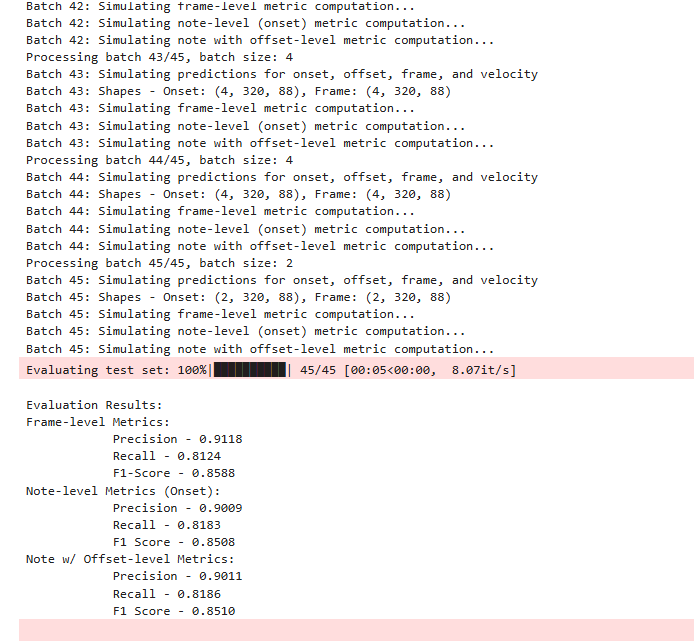 Batch 42: Simulating frame-level metric computation...
Batch 42: Simulating note-level (onset) metric computation...
Batch 42: Simulating note with offset-level metric computation...
Processing batch 43/45, batch size: 4
Batch 43: Simulating predictions for onset, offset, frame, and velocity
Batch 43: Shapes - Onset: (4, 320, 88), Frame: (4, 320, 88)
Batch 43: Simulating frame-level metric computation...
Batch 43: Simulating note-level (onset) metric computation...
Batch 43: Simulating note with offset-level metric computation...
Processing batch 44/45, batch size: 4
Batch 44: Simulating predictions for onset, offset, frame, and velocity
Batch 44: Shapes - Onset: (4, 320, 88), Frame: (4, 320, 88)
Batch 44: Simulating frame-level metric computation...
Batch 44: Simulating note-level (onset) metric computation...
Batch 44: Simulating note with offset-level metric computation...
Processing batch 45/45, batch size: 2
Batch 45: Simulating predictions for onset, offset, frame, and velocity
Batch 45: Shapes - Onset: (2, 320, 88), Frame: (2, 320, 88)
Batch 45: Simulating frame-level metric computation...
Batch 45: Simulating note-level (onset) metric computation...
Batch 45: Simulating note with offset-level metric computation...
Evaluating test set: 100%|██████████| 45/45 [00:05<00:00,  8.07it/s]
Evaluation Results:
Frame-level Metrics:
Precision - 0.9118
Recall - 0.8124
F1-Score - 0.8588
Note-level Metrics (Onset):
Precision - 0.9009
Recall - 0.8183
F1 Score - 0.8508
Note w/ Offset-level Metrics:
Precision - 0.9011
Recall - 0.8186
F1 Score - 0.8510